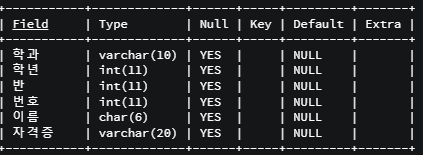 +--------+-------------+------+-----+---------+-------+
| Field | Type | Null | Key | Default | Extra |
+--------+-------------+------+-----+---------+-------+
| 학과 | varchar(10) | YES | | NULL | |
| 학년 | int(11) | YES | | NULL | |
| 반 | int(11) | YES | | NULL | |
| 번호 | int(11) | YES | | NULL | |
| 이름 | char(6) | YES | | NULL | |
| 자격증 | varchar(20) | YES | | NULL | |
+--------+-------------+------+-----+---------+-------+